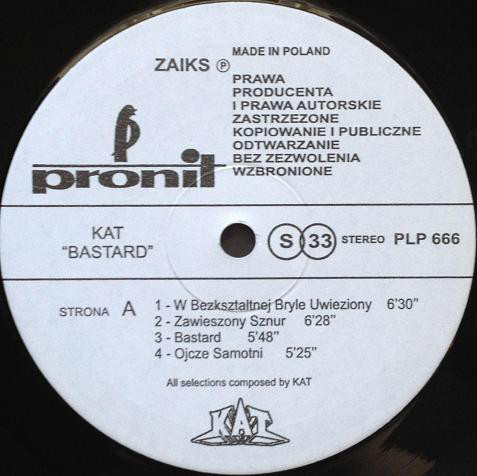 MADE IN POLAND
ZAIKS Ⓟ
PRAWA
PRODUCENTA
I PRAWA AUTORSKIE
ZASTRZEZONE
KOPIOWANIE I PUBLICZNE
ODTWARZANIE
BEZ ZEZWOLENIA
WZBRONIONE
pronit
KAT
"BASTARD"
S 33 STEREO PLP 666
STRONA A
1 - W Bezkształtnej Bryle Uwieziony 6'30"
2 - Zawieszony Sznur 6'28"
3 - Bastard 5'48"
4 - Ojcze Samotni 5'25"
All selections composed by KAT
KAT